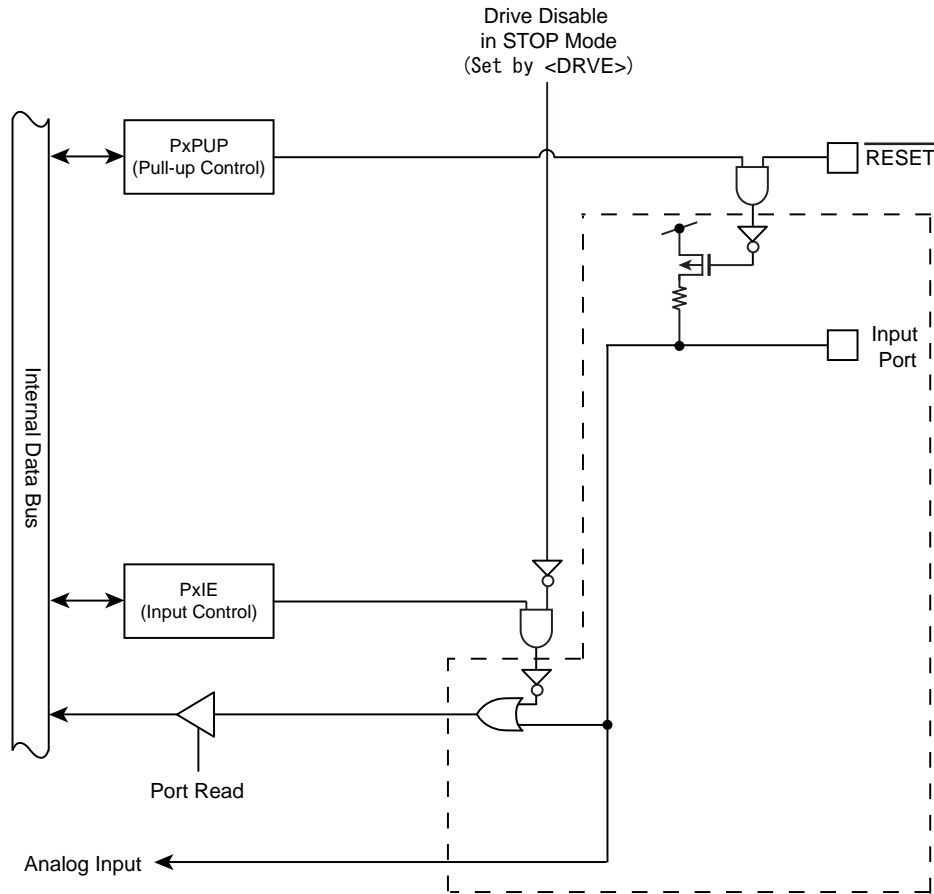 Drive Disable
in STOP Mode
(Set by <DRVE>)
PxPUP
(Pull-up Control)
RESET
Input
Port
Internal Data Bus
PxIE
(Input Control)
Port Read
Analog Input